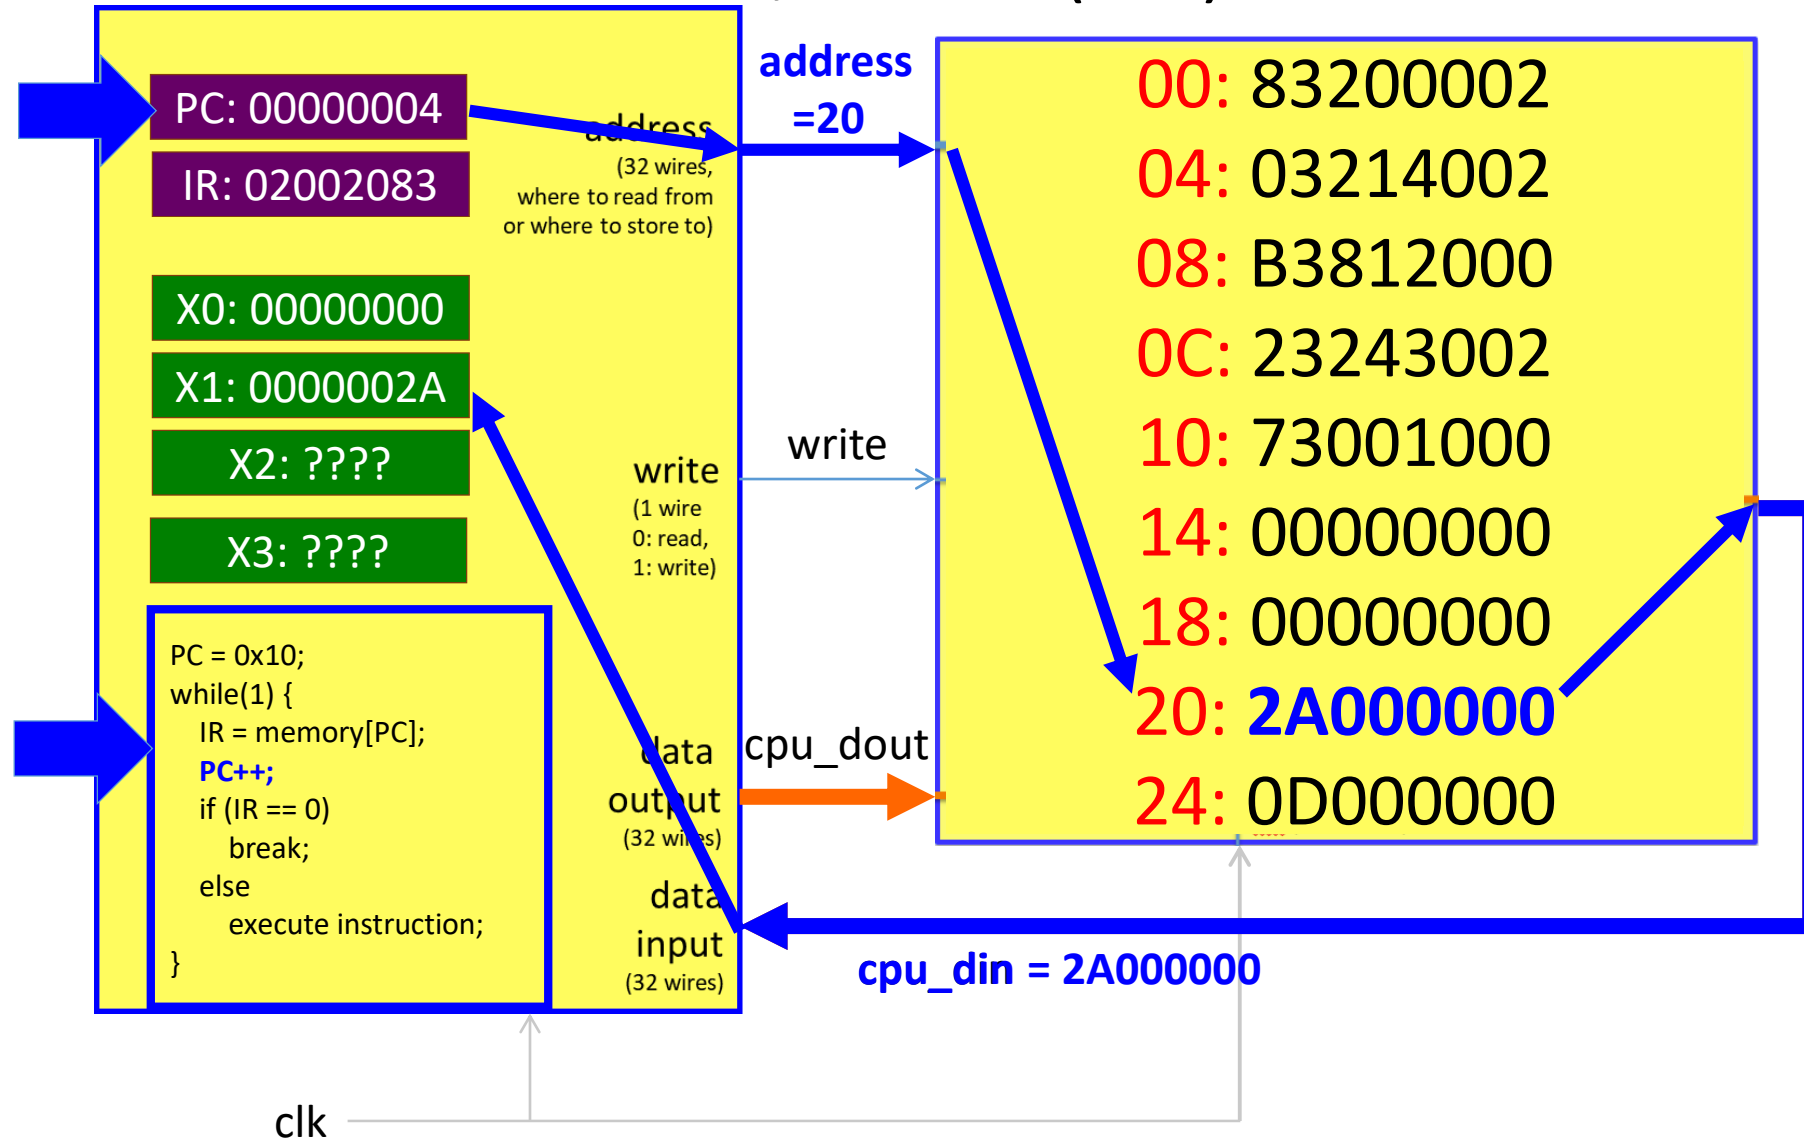 PC: 00000004
IR: 02002083
X0: 00000000
X1: 0000002A
X2: ????
X3: ????
PC = 0x10;
while(1) {
IR = memory[PC];
PC++;
if (IR == 0)
break;
else
execute instruction;
}
address
(32 wires,
where to read from
or where to store to)
write
(1 wire
0: read,
1: write)
data
output
(32 wires)
data
input
(32 wires)
address
=20
write
cpu_dout
cpu_din = 2A000000
00: 83200002
04: 03214002
08: B3812000
0C: 23243002
10: 73001000
14: 00000000
18: 00000000
20: 2A000000
24: 0D000000
clk